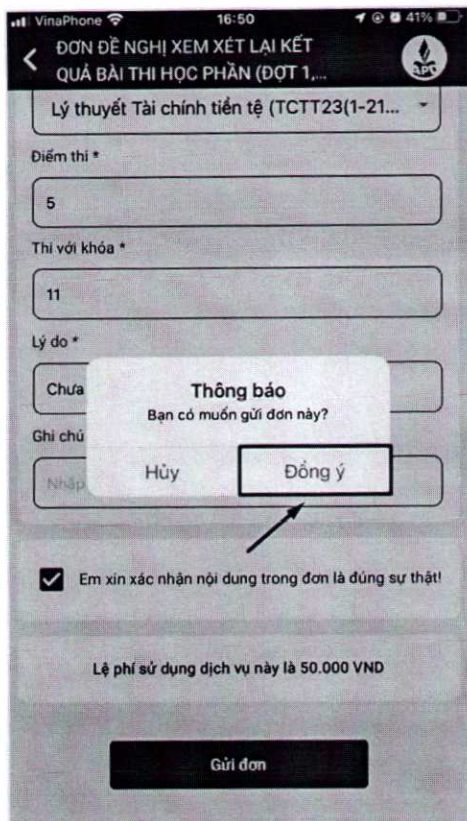 VinaPhone 16:50 41%
ĐƠN ĐỀ NGHỊ XEM XÉT LẠI KẾT
QUẢ BÀI THI HỌC PHẦN (ĐỢT 1,...
APC
Lý thuyết Tài chính tiền tệ (TCTT23(1-21...
Điểm thi *
5
Thi với khóa *
11
Lý do *
Chưa
Thông báo
Bạn có muốn gửi đơn này?
Ghi chú
Hủy
Đồng ý
Nhập
Em xin xác nhận nội dung trong đơn là đúng sự thật!
Lệ phí sử dụng dịch vụ này là 50.000 VND
Gửi đơn